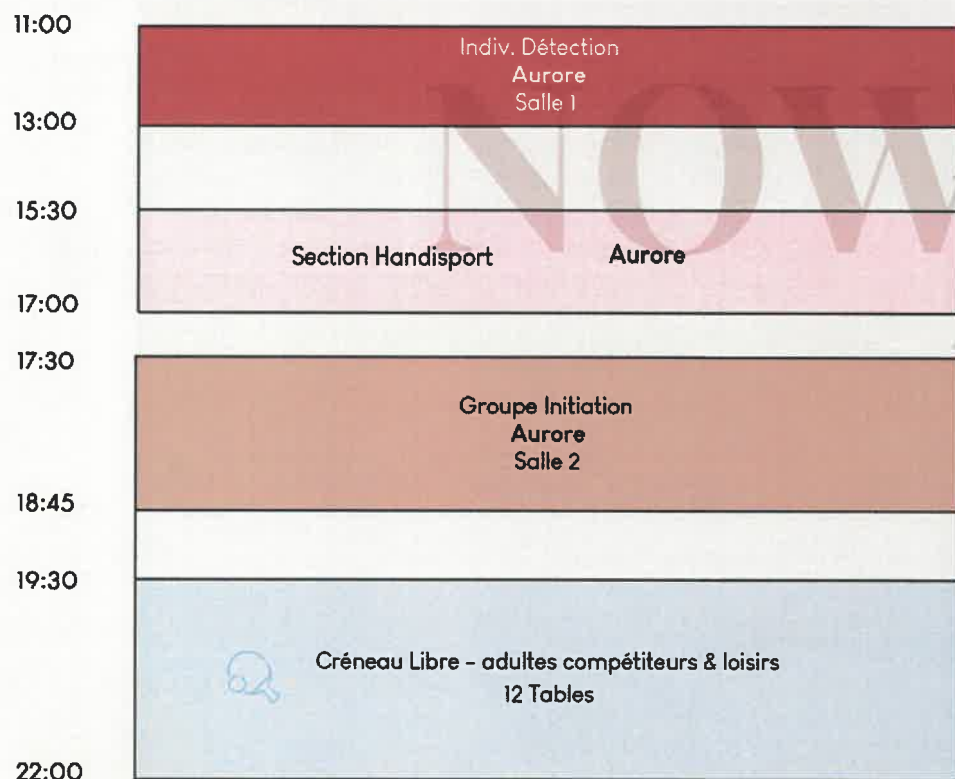 11:00
Indiv. Détection
Aurore
Salle 1
13:00
NOW
15:30
Section Handisport Aurore
17:00
17:30
Groupe Initiation
Aurore
Salle 2
18:45
19:30
Créneau Libre - adultes compétiteurs & loisirs
12 Tables
22:00